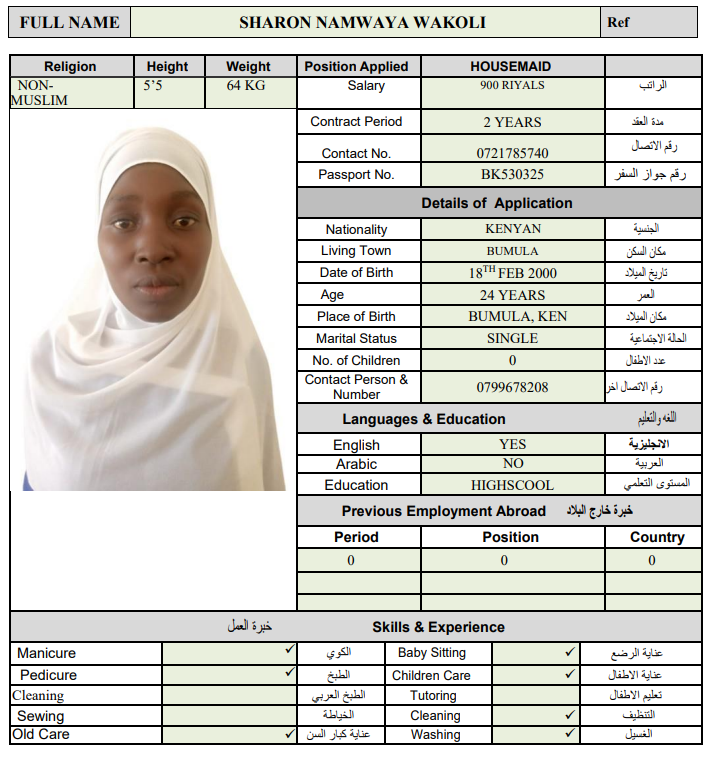 FULL NAME SHARON NAMWAYA WAKOLI Ref
Religion Height Weight Position Applied HOUSEMAID
NON-MUSLIM 5’5 64 KG Salary 900 RIYALS الراتب
Contract Period 2 YEARS مدة العقد
Contact No. 0721785740 رقم الاتصال
Passport No. BK530325 رقم جواز السفر
Details of Application
Nationality KENYAN الجنسية
Living Town BUMULA مكان السكن
Date of Birth 18TH FEB 2000 تاريخ الميلاد
Age 24 YEARS العمر
Place of Birth BUMULA, KEN مكان الميلاد
Marital Status SINGLE الحالة الاجتماعية
No. of Children 0 عدد الاطفال
Contact Person & Number 0799678208 رقم الاتصال اخر
Languages & Education اللغه والتعليم
English YES الانجليزية
Arabic NO العربية
Education HIGHSCOOL المستوى التعلمي
Previous Employment Abroad خبرة خارج البلاد
Period Position Country
0 0 0
خبرة العمل Skills & Experience
Manicure ✓ الكوي Baby Sitting ✓ عناية الرضع
Pedicure ✓ الطبخ Children Care ✓ عناية الاطفال
Cleaning الطبخ العربي Tutoring تعليم الاطفال
Sewing الخياطة Cleaning ✓ التنظيف
Old Care ✓ عناية كبار السن Washing ✓ الغسيل